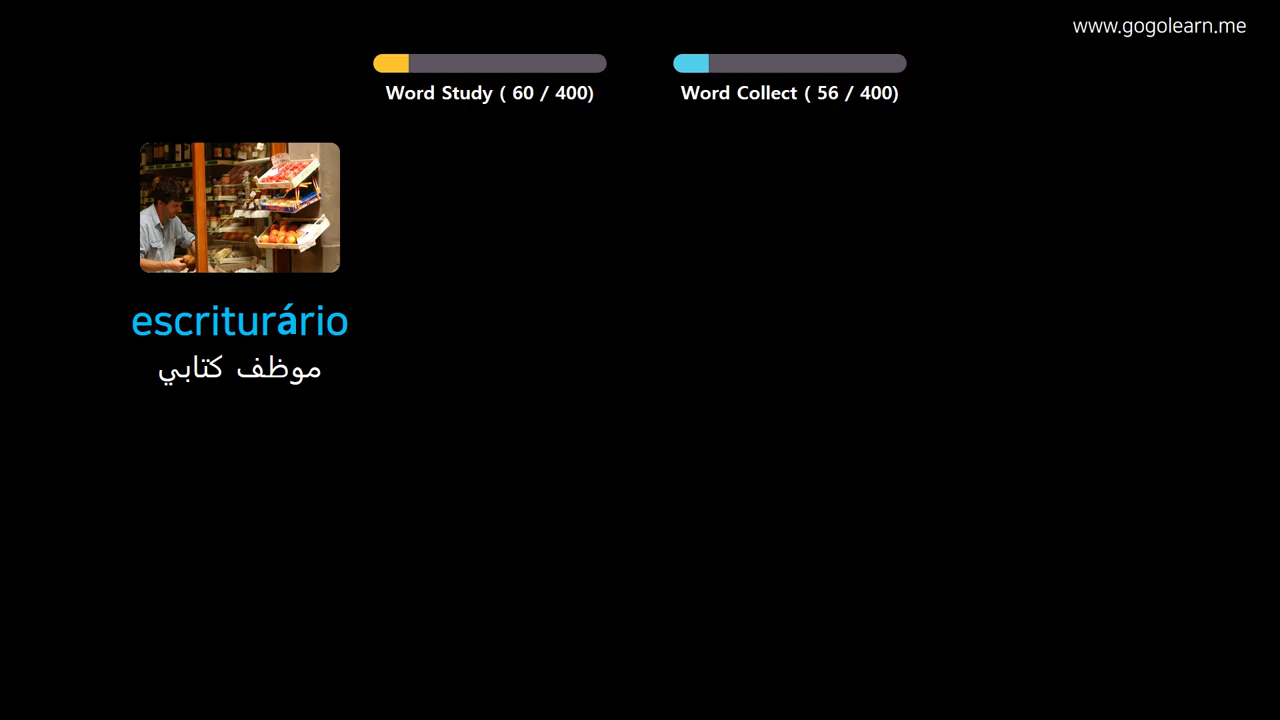 www.gogolearn.me
Word Study ( 60 / 400)
Word Collect ( 56 / 400)
escriturário
موظف كتابي